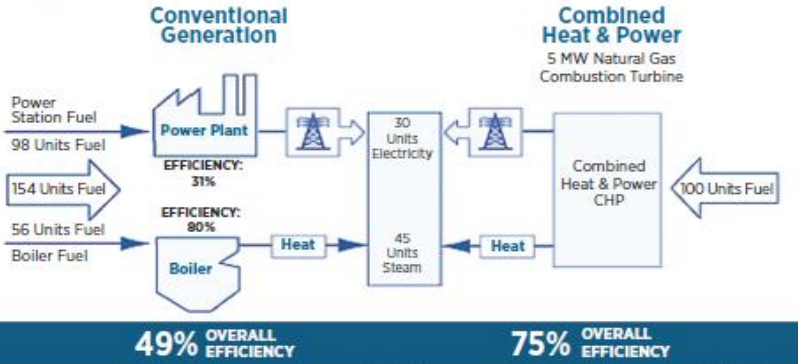 Conventional
Generation
Combined
Heat & Power
5 MW Natural Gas
Combustion Turbine
Power
Station Fuel
98 Units Fuel
Power Plant
EFFICIENCY:
31%
154 Units Fuel
EFFICIENCY:
80%
56 Units Fuel
Boiler Fuel
Boiler
Heat
30
Units
Electricity
45
Units
Steam
Heat
Combined
Heat & Power
CHP
100 Units Fuel
49% OVERALL
EFFICIENCY
75% OVERALL
EFFICIENCY